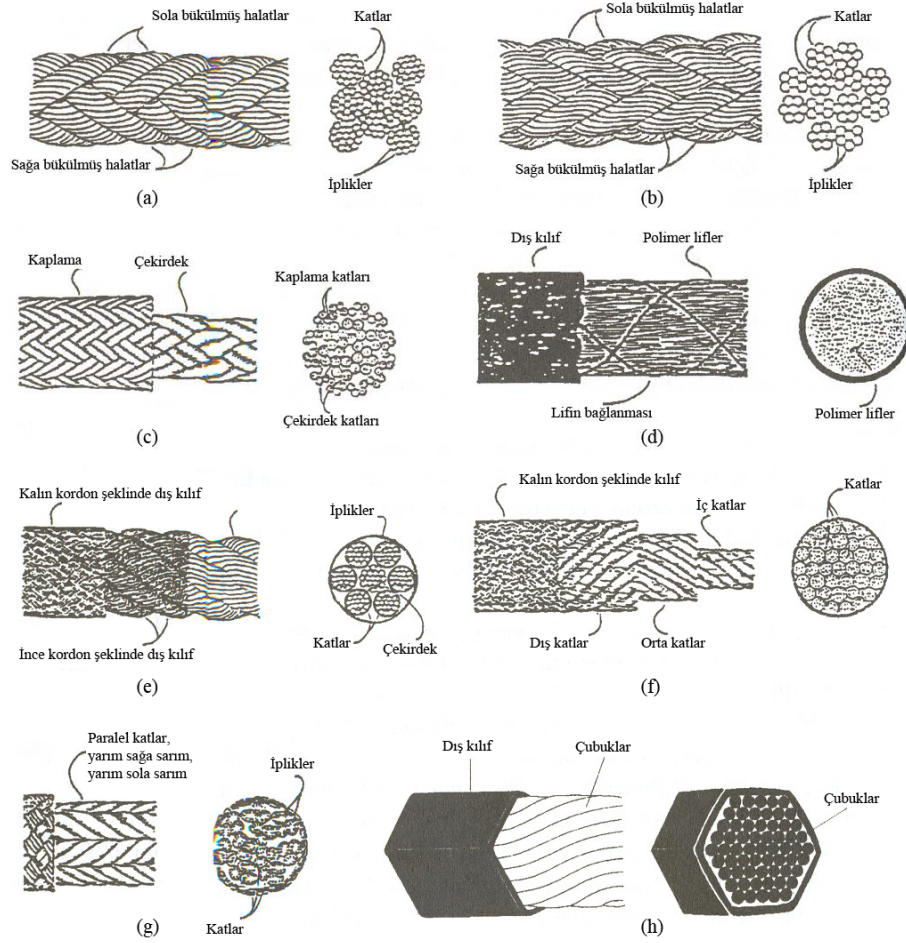 Sola bükülmüş halatlar
Katlar
Sağa bükülmüş halatlar
İplikler
(a)
Sola bükülmüş halatlar
Katlar
Sağa bükülmüş halatlar
İplikler
(b)
Kaplama
Çekirdek
Kaplama katları
Çekirdek katları
(c)
Dış kılıf
Polimer lifler
Lifin bağlanması
Polimer lifler
(d)
Kalın kordon şeklinde dış kılıf
İplikler
İnce kordon şeklinde dış kılıf
Katlar
Çekirdek
(e)
Kalın kordon şeklinde kılıf
İç katlar
Katlar
Dış katlar
Orta katlar
(f)
Paralel katlar,
yarım sağa sarım,
yarım sola sarım
İplikler
Katlar
(g)
Dış kılıf
Çubuklar
Çubuklar
(h)